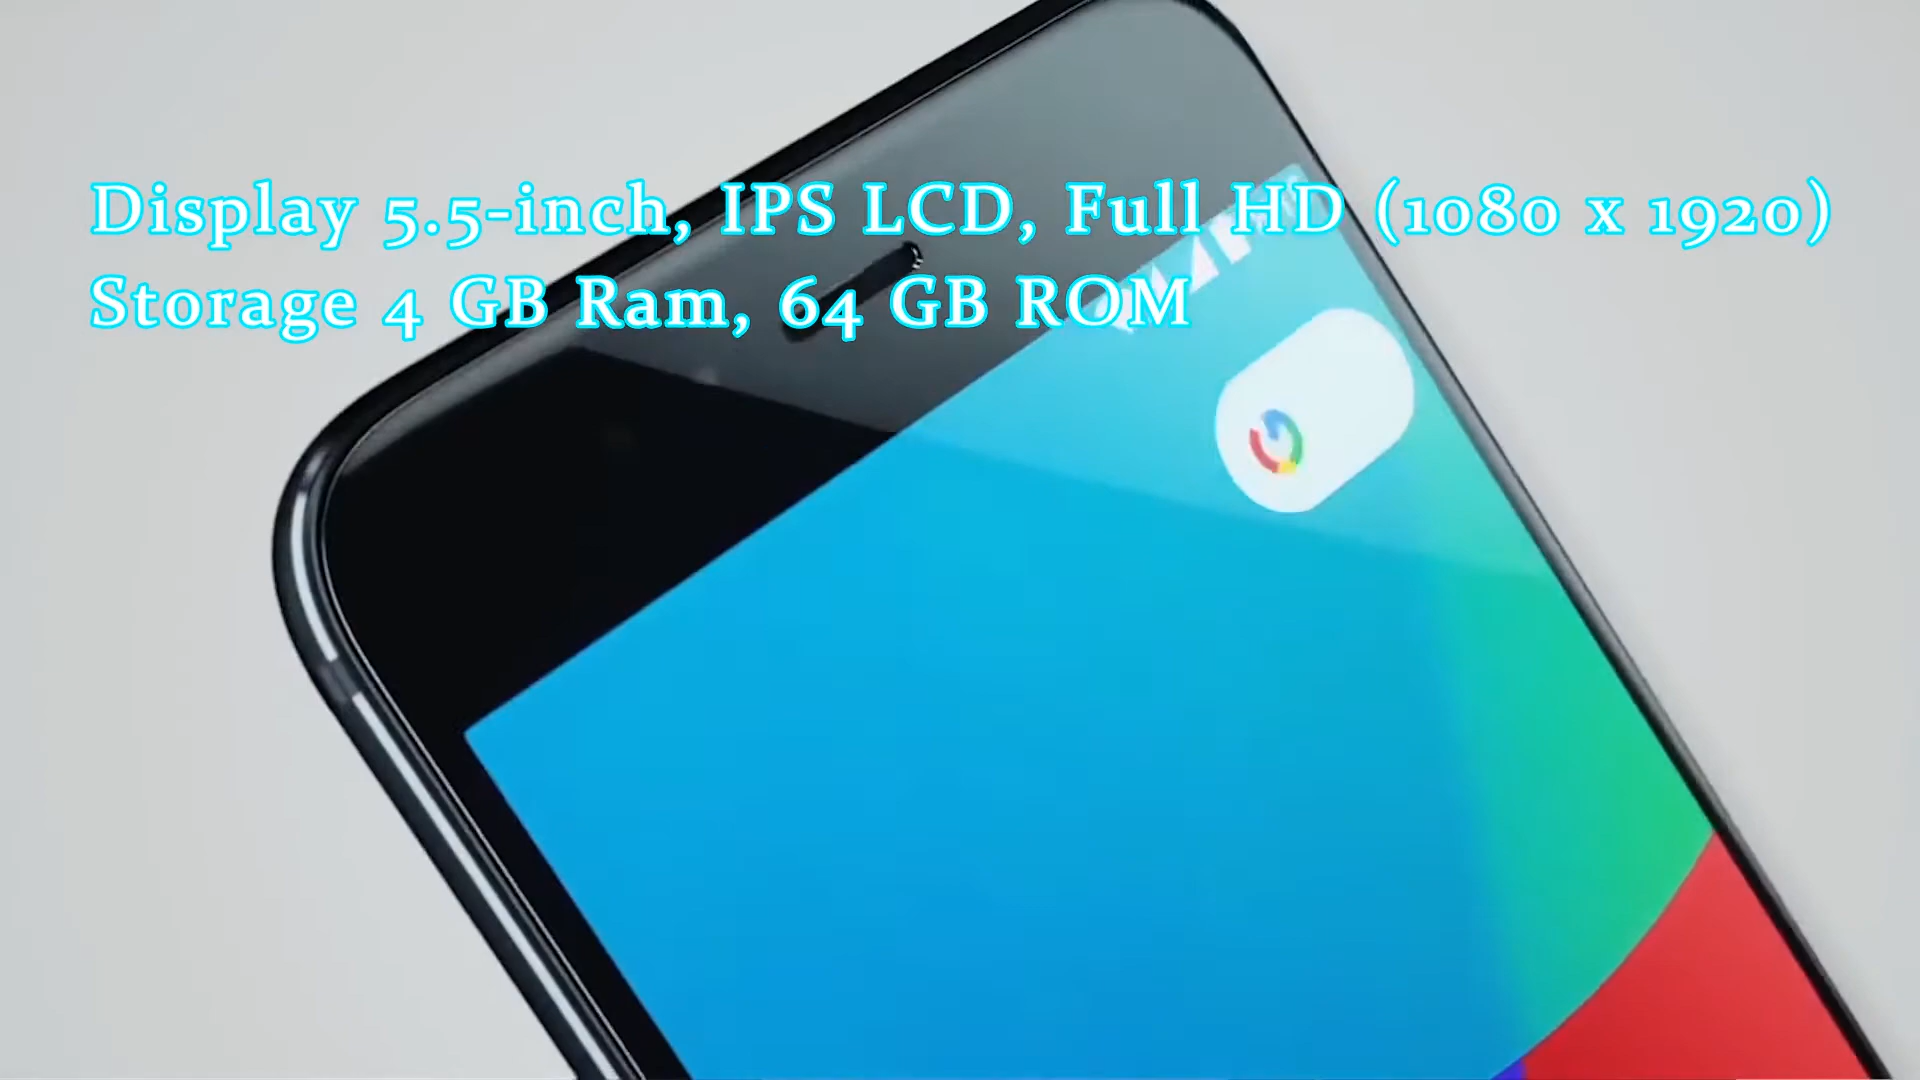 Display 5.5-inch, IPS LCD, Full HD (1080 x 1920)
Storage 4 GB Ram, 64 GB ROM